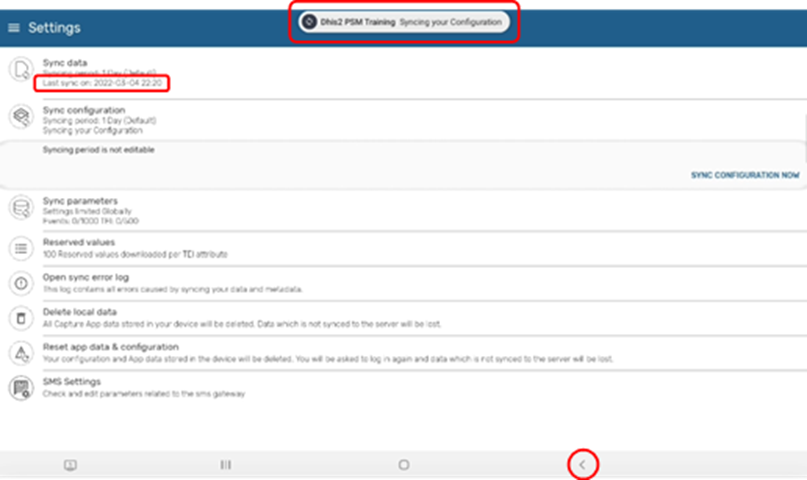 Dhis2 PSM Training Syncing your Configuration
Settings
Sync data
Syncing period: 1 Day (Default)
Last sync on: 2022-03-04 22:20
Sync configuration
Syncing period: 1 Day (Default)
Syncing your Configuration
Syncing period is not editable
SYNC CONFIGURATION NOW
Sync parameters
Settings limited Globally
Events: 0/1000 TEI: 0/500
Reserved values
100 Reserved values downloaded per TEI attribute
Open sync error log
This log contains all errors caused by syncing your data and metadata.
Delete local data
All Capture App data stored in your device will be deleted. Data which is not synced to the server will be lost.
Reset app data & configuration
Your configuration and App data stored in the device will be deleted. You will be asked to log in again and data which is not synced to the server will be lost.
SMS Settings
Check and edit parameters related to the sms gateway